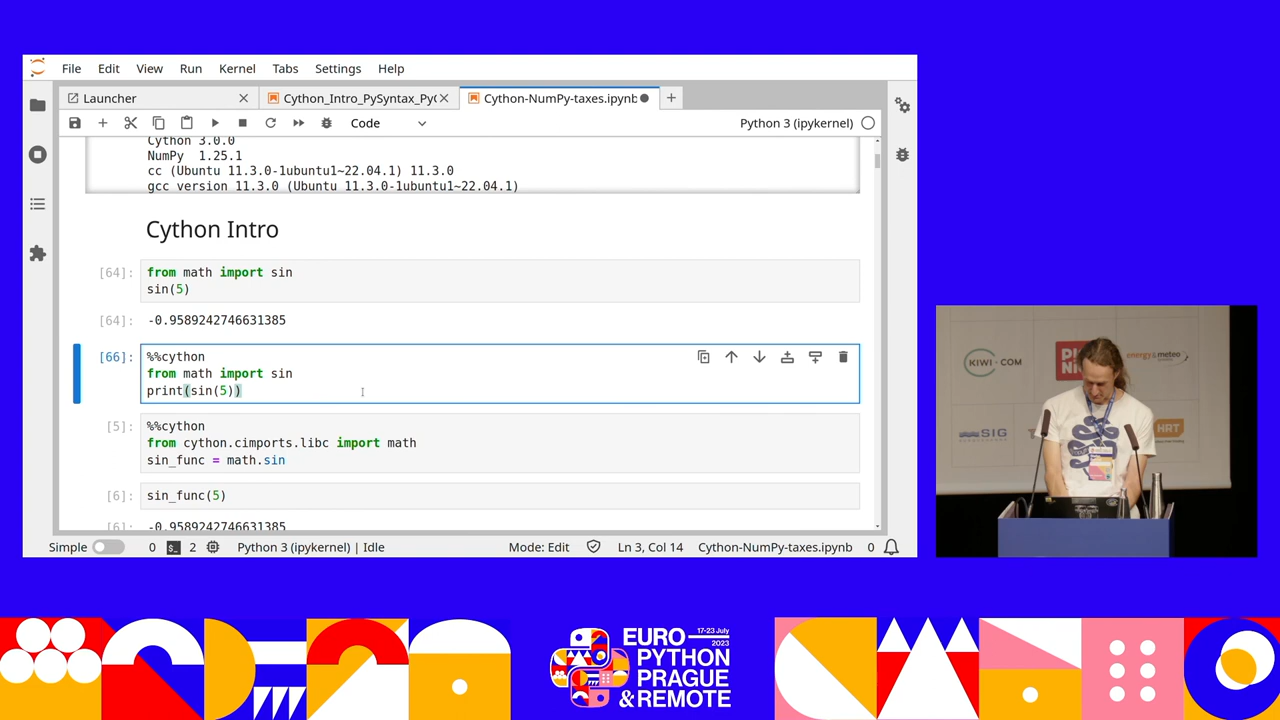 File Edit View Run Kernel Tabs Settings Help
Launcher
Cython_Intro_PySyntax_Py
Cython-NumPy-taxes.ipynb
Code
Python 3 (ipykernel)
Cython 3.0.0
NumPy 1.25.1
cc (Ubuntu 11.3.0-1ubuntu1~22.04.1) 11.3.0
gcc version 11.3.0 (Ubuntu 11.3.0-1ubuntu1~22.04.1)
Cython Intro
[64]: from math import sin
sin(5)
[64]: -0.9589242746631385
[66]: %%cython
from math import sin
print(sin(5))
[5]: %%cython
from cython.cimports.libc import math
sin_func = math.sin
[6]: sin_func(5)
[6]: -0.9589242746631385
Simple 0 2 Python 3 (ipykernel) | Idle Mode: Edit Ln 3, Col 14 Cython-NumPy-taxes.ipynb 0
KIWI.COM
energy & meteo
SIG
HRT
EURO 17-23 July
2023
PYTHON
PRAGUE
& REMOTE